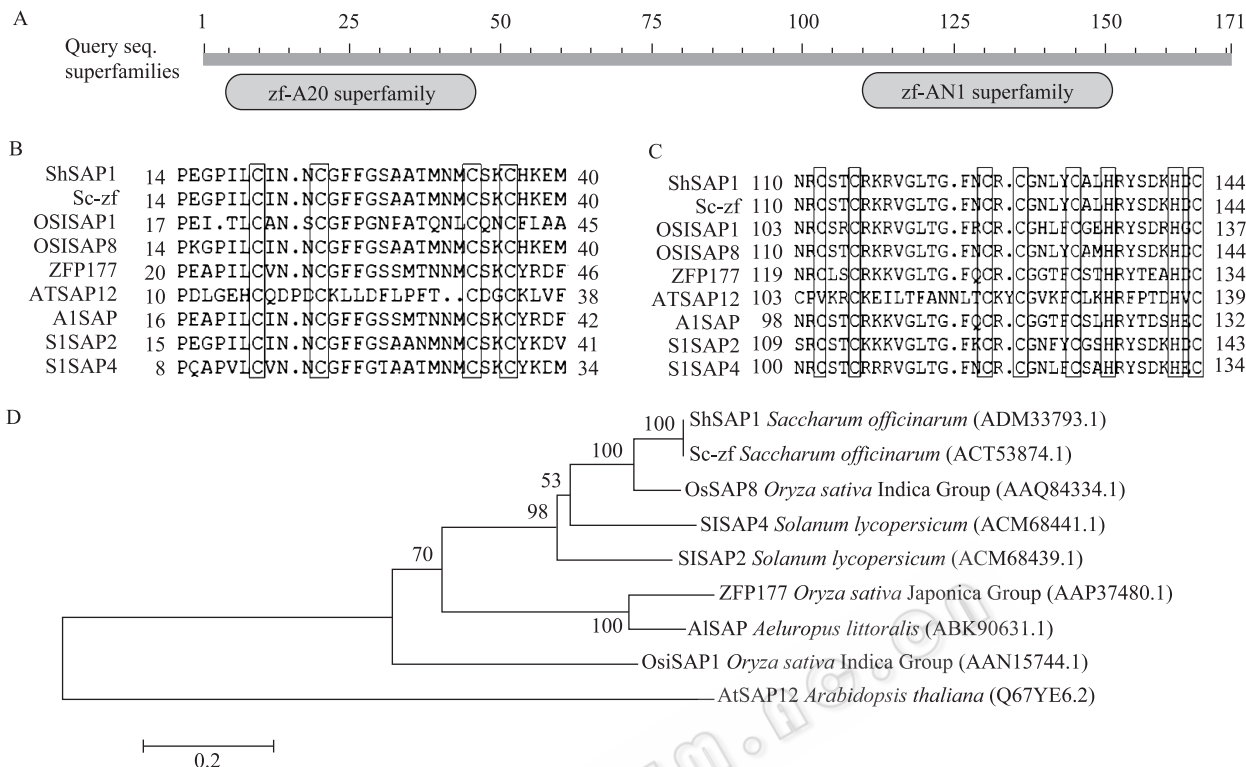 A
1 25 50 75 100 125 150 171
Query seq.
superfamilies
zf-A20 superfamily zf-AN1 superfamily
B
ShSAP1 14 PEGPILCIN.NCGFFGSAATMNMCSKCHKEM 40
Sc-zf 14 PEGPILCIN.NCGFFGSAATMNMCSKCHKEM 40
OSISAP1 17 PEI.TLCAN.SCGFPGNPATQNLCQNCFLAA 45
OSISAP8 14 PKGPILCIN.NCGFFGSAATMNMCSKCHKEM 40
ZFP177 20 PEAPILCVN.NCGFFGSSMTNNMCSKCYRDF 46
ATSAP12 10 PDLGEHCQDPDCKLLDFLPFT..CDGCKLVF 38
A1SAP 16 PEAPILCVN.NCGFFGSSMTNNMCSKCYRDF 42
S1SAP2 15 PEGPILCIN.NCGFFGSAANMNMCSKCYKDV 41
S1SAP4 8 PQAPVLCVN.NCGFFGTAATMNMCSKCYKDM 34
C
ShSAP1 110 NRCSTCRKRVGLTG.FNCR.CGNLYCALHRYSDKHDC 144
Sc-zf 110 NRCSTCRKRVGLTG.FNCR.CGNLYCALHRYSDKHDC 144
OSISAP1 103 NRCSRCRKRVGLTG.FRCR.CGHLFCGEHRYSDRHGC 137
OSISAP8 110 NRCSTCRKRVGLTG.FNCR.CGNLYCAMHRYSDKHDC 144
ZFP177 119 NRCLSCRKKVGLTG.FQCR.CGGTFCSTHRYTEAHDC 134
ATSAP12 103 CPVKRCKEILTFANNLTCKYCGVKFCLKHRFPTDHVC 139
A1SAP 98 NRCSTCRKKVGLTG.FQCR.CGGTFCSLHRYTDSHEC 132
S1SAP2 109 SRCSTCKKKVGLTG.FKCR.CGNFYCGSHRYSDKHDC 143
S1SAP4 100 NRCSTCRRRVGLTG.FNCR.CGNLFCSAHRYSDKHEC 134
D
100 ShSAP1 Saccharum officinarum (ADM33793.1)
100 Sc-zf Saccharum officinarum (ACT53874.1)
53 OsSAP8 Oryza sativa Indica Group (AAQ84334.1)
98 SISAP4 Solanum lycopersicum (ACM68441.1)
70 SISAP2 Solanum lycopersicum (ACM68439.1)
ZFP177 Oryza sativa Japonica Group (AAP37480.1)
100 AlSAP Aeluropus littoralis (ABK90631.1)
OsiSAP1 Oryza sativa Indica Group (AAN15744.1)
AtSAP12 Arabidopsis thaliana (Q67YE6.2)
0.2